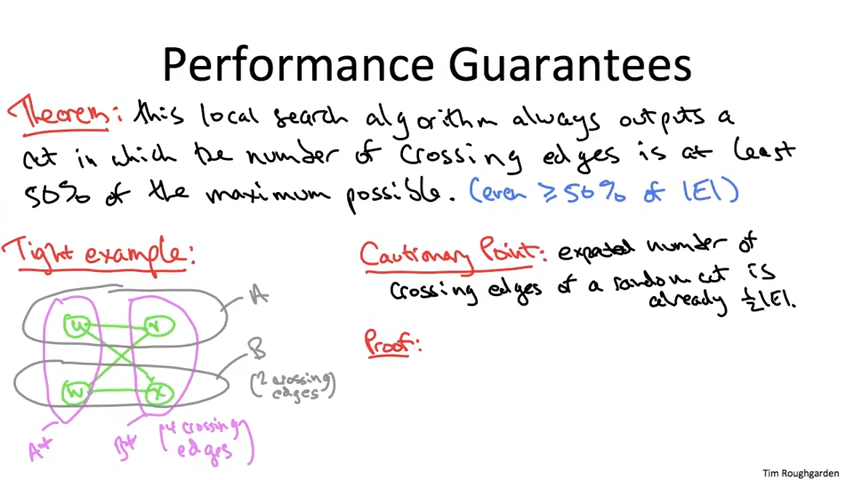 Performance Guarantees
Theorem: this local search algorithm always outputs a
cut in which the number of crossing edges is at least
50% of the maximum possible. (even ≥ 50% of |E|)
Tight example:
u v
w x
A
B
(2 crossing
edges)
A*
B*
(4 crossing
edges)
Cautionary Point: expected number of
crossing edges of a random cut is
already ½|E|.
Proof:
Tim Roughgarden